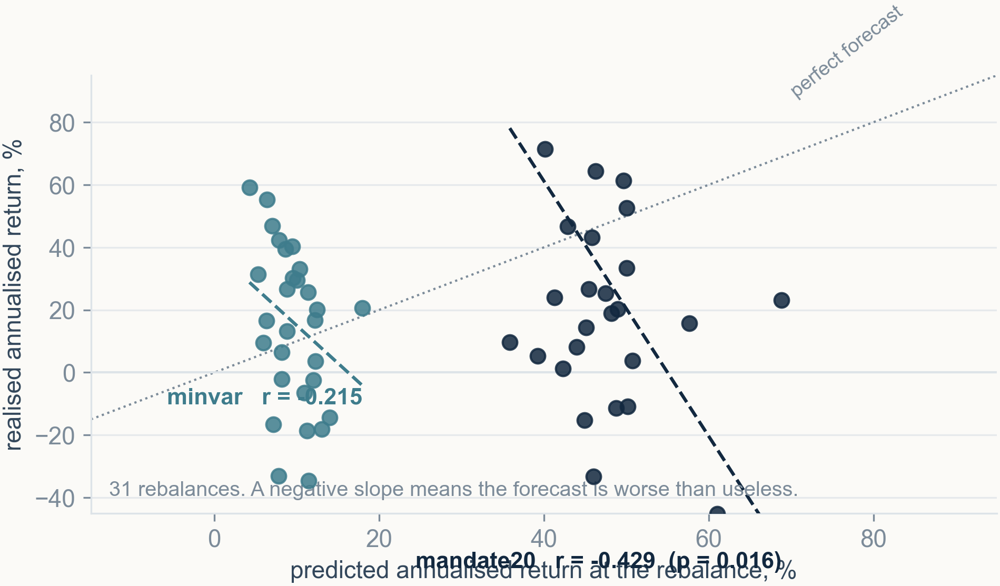 perfect forecast
realised annualised return, %
80
60
40
20
0
−20
−40
minvar   r = -0.215
31 rebalances. A negative slope means the forecast is worse than useless.
0
20
40
60
80
mandate20   r = -0.429  (p = 0.016)
predicted annualised return at the rebalance, %